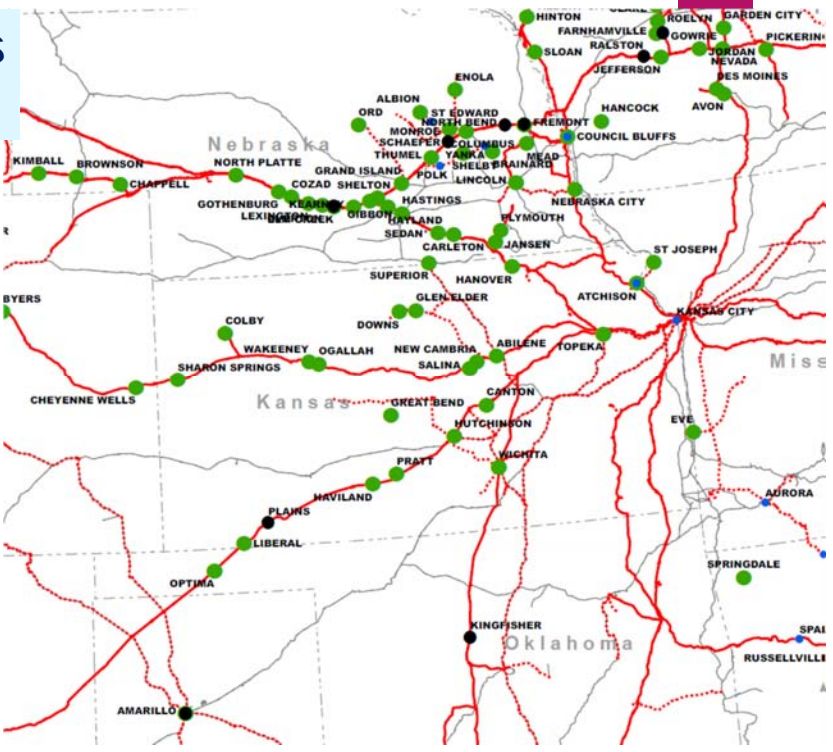 S
HINTON
ROELYN
GARDEN CITY
FARNHAMVILLE
GOWRIE
PICKERIN
SLOAN
RALSTON
JORDAN
NEVADA
JEFFERSON
DES MOINES
ENOLA
AVON
ALBION
HANCOCK
ORD
ST EDWARD
NORTH BEND
FREMONT
MONROE
COUNCIL BLUFFS
SCHAEFER
COLUMBUS
Nebraska
THUMEL
YANKA
MEAD
SHELBY
BRAINARD
KIMBALL
BROWNSON
NORTH PLATTE
GRAND ISLAND
POLK
LINCOLN
CHAPPELL
COZAD
SHELTON
GOTHENBURG
KEARNEY
HASTINGS
NEBRASKA CITY
LEXINGTON
GIBBON
HAYLAND
PLYMOUTH
SEDAN
CARLETON
JANSEN
ST JOSEPH
SUPERIOR
HANOVER
ATCHISON
BYERS
GLEN ELDER
KANSAS CITY
COLBY
DOWNS
WAKEENEY
OGALLAH
NEW CAMBRIA
ABILENE
TOPEKA
SALINA
SHARON SPRINGS
Miss
CHEYENNE WELLS
CANTON
Kansas
GREAT BEND
HUTCHINSON
EVE
WICHITA
PRATT
HAVILAND
AURORA
PLAINS
LIBERAL
SPRINGDALE
OPTIMA
KINGFISHER
Oklahoma
SPAI
RUSSELLVILLE
AMARILLO